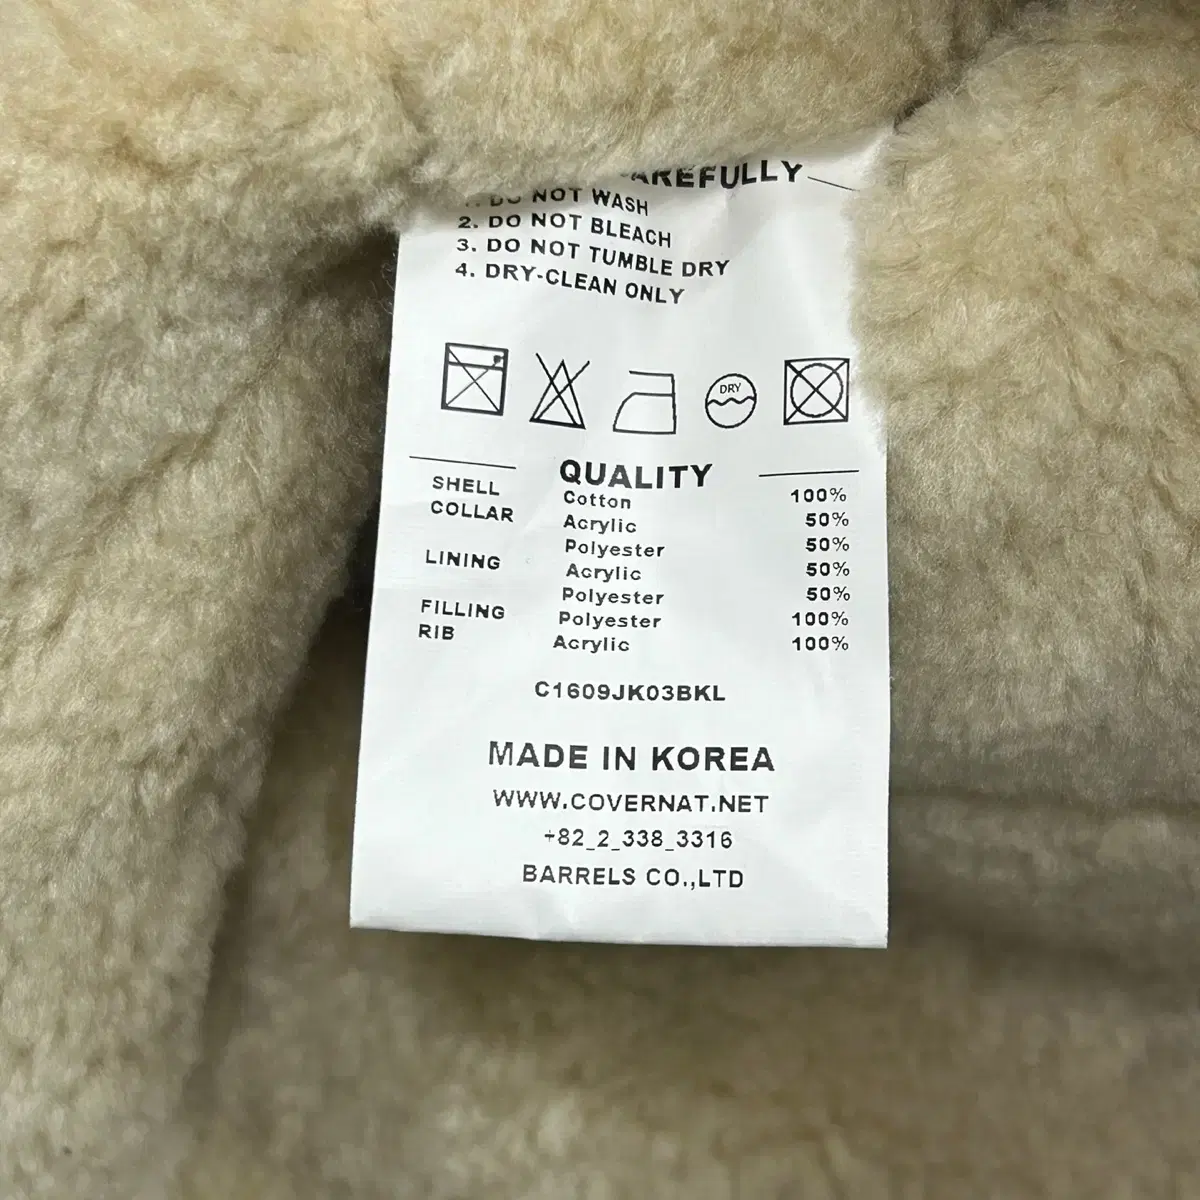 CAREFULLY
1. DO NOT WASH
2. DO NOT BLEACH
3. DO NOT TUMBLE DRY
4. DRY-CLEAN ONLY
DRY
QUALITY
SHELL Cotton 100%
COLLAR Acrylic 50%
Polyester 50%
LINING Acrylic 50%
Polyester 50%
FILLING Polyester 100%
RIB Acrylic 100%
C1609JK03BKL
MADE IN KOREA
WWW.COVERNAT.NET
+82_2_338_3316
BARRELS CO.,LTD